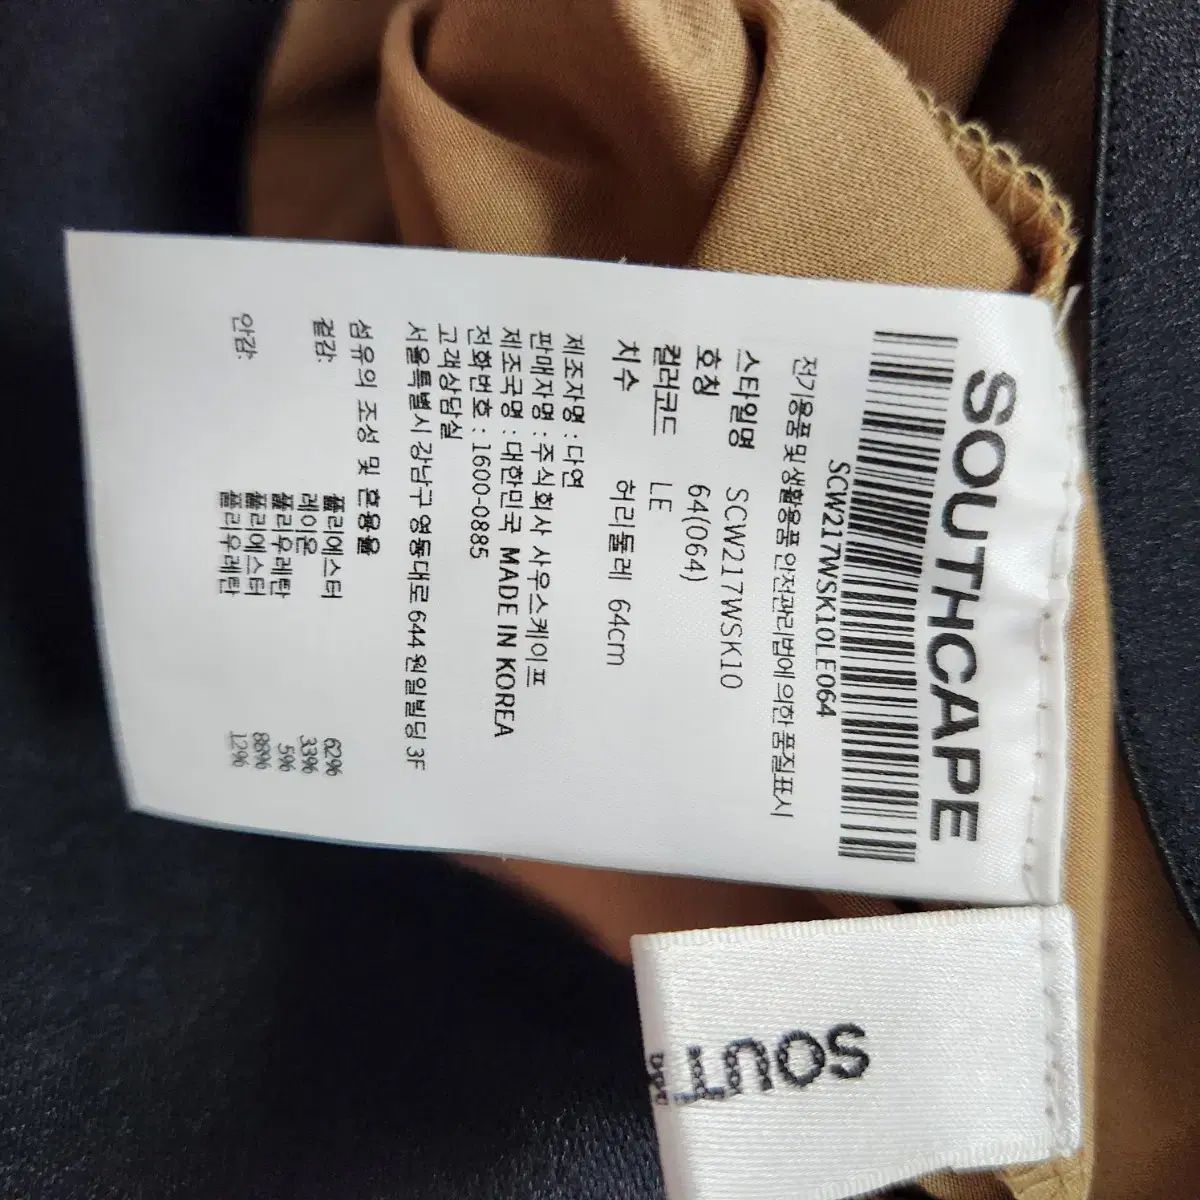 SOUTHCAPE
SCW217WSK10LE064
전기용품 및 생활용품 안전관리법에 의한 품질표시
스타일명 SCW217WSK10
호칭 64(064)
컬러코드 LE
치수 허리둘레 64cm
제조자명 : 다연
판매자명 : 주식회사 사우스케이프
제조국명 : 대한민국 MADE IN KOREA
전화번호 : 1600-0885
고객상담실
서울특별시 강남구 영동대로 644 원일빌딩 3F
섬유의 조성 및 혼용율
겉감: 폴리에스터 62%
레이온 33%
폴리우레탄 5%
안감: 폴리에스터 88%
폴리우레탄 12%
SOUT